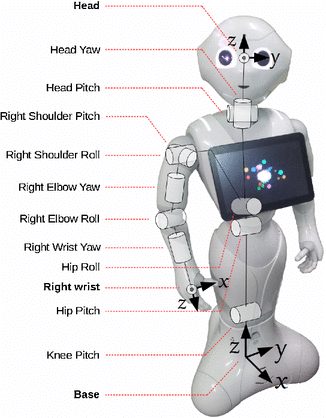 Head
z
y
Head Yaw
Head Pitch
Right Shoulder Pitch
Right Shoulder Roll
Right Elbow Yaw
Right Elbow Roll
Right Wrist Yaw
Hip Roll
x
Right wrist
z
Hip Pitch
Knee Pitch
z
y
x
Base